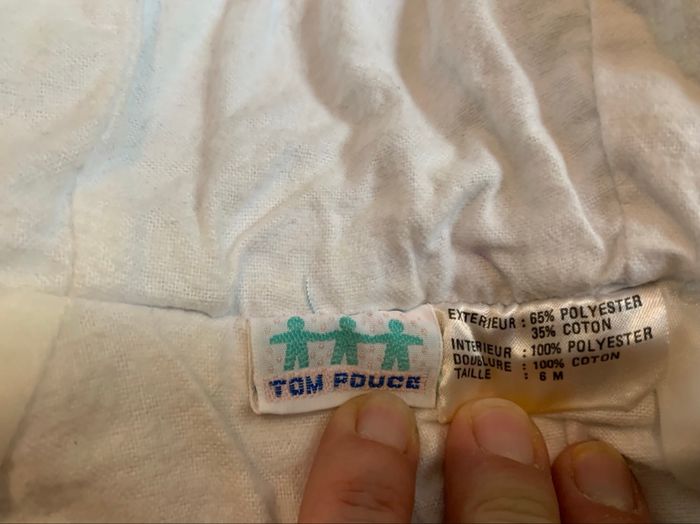 TOM POUCE
EXTERIEUR : 65% POLYESTER
35% COTON
INTERIEUR : 100% POLYESTER
DOUBLURE : 100% COTON
TAILLE : 6 M